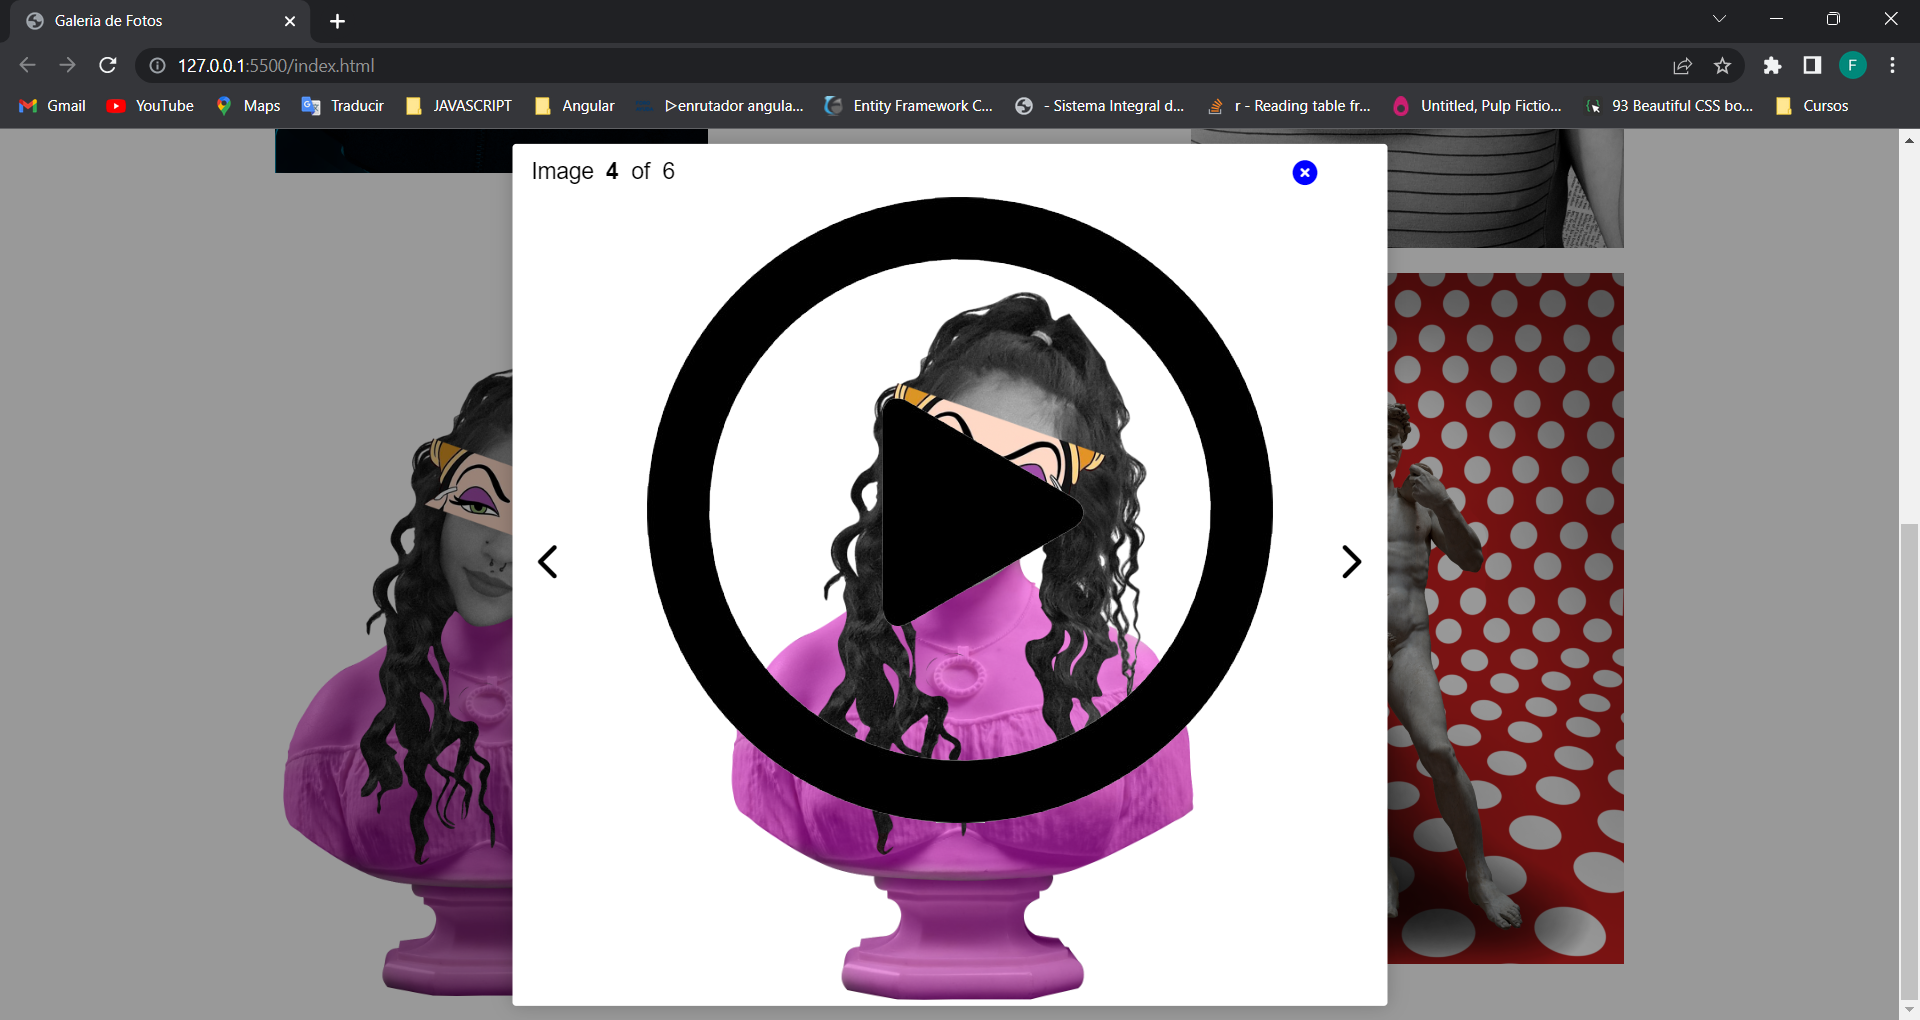 Galeria de Fotos
127.0.0.1:5500/index.html
F
Gmail
YouTube
Maps
Traducir
JAVASCRIPT
Angular
ᐅenrutador angula...
Entity Framework C...
- Sistema Integral d...
r - Reading table fr...
Untitled, Pulp Fictio...
93 Beautiful CSS bo...
Cursos
Image 4 of 6